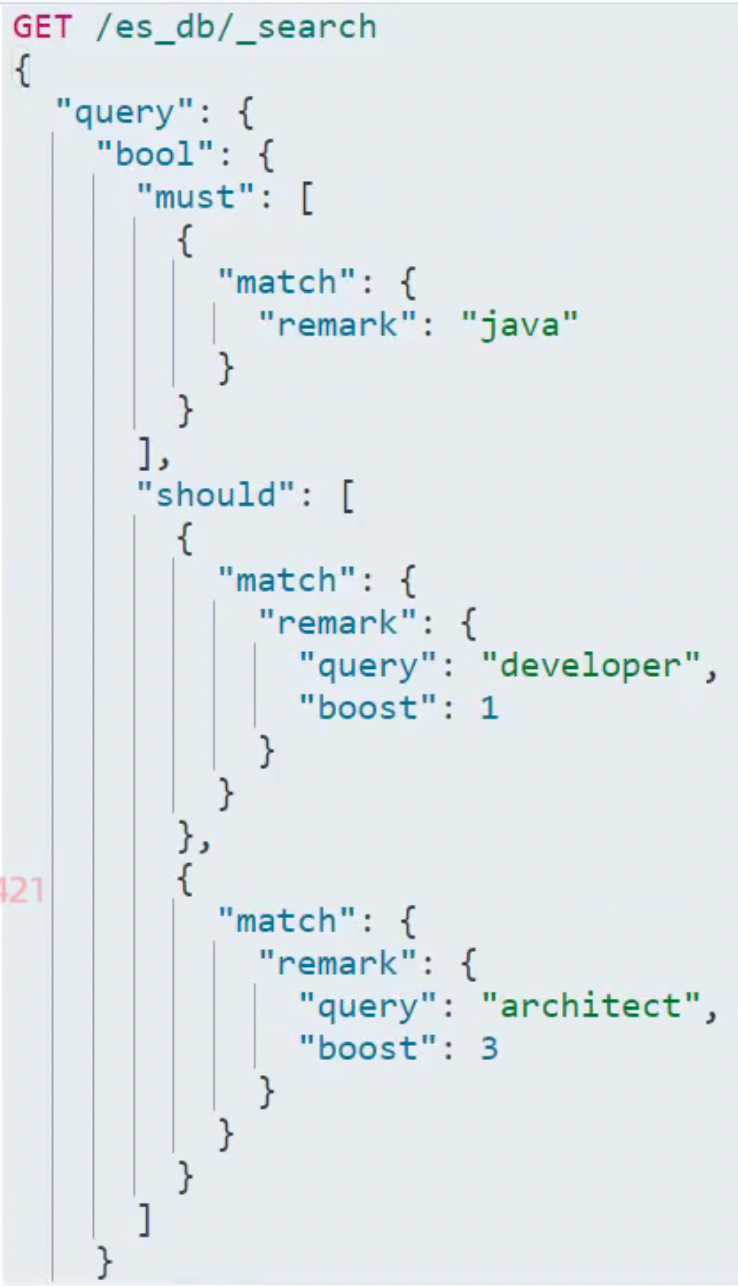 GET /es_db/_search
{
  "query": {
    "bool": {
      "must": [
        {
          "match": {
            "remark": "java"
          }
        }
      ],
      "should": [
        {
          "match": {
            "remark": {
              "query": "developer",
              "boost": 1
            }
          }
        },
421
        {
          "match": {
            "remark": {
              "query": "architect",
              "boost": 3
            }
          }
        }
      ]
    }